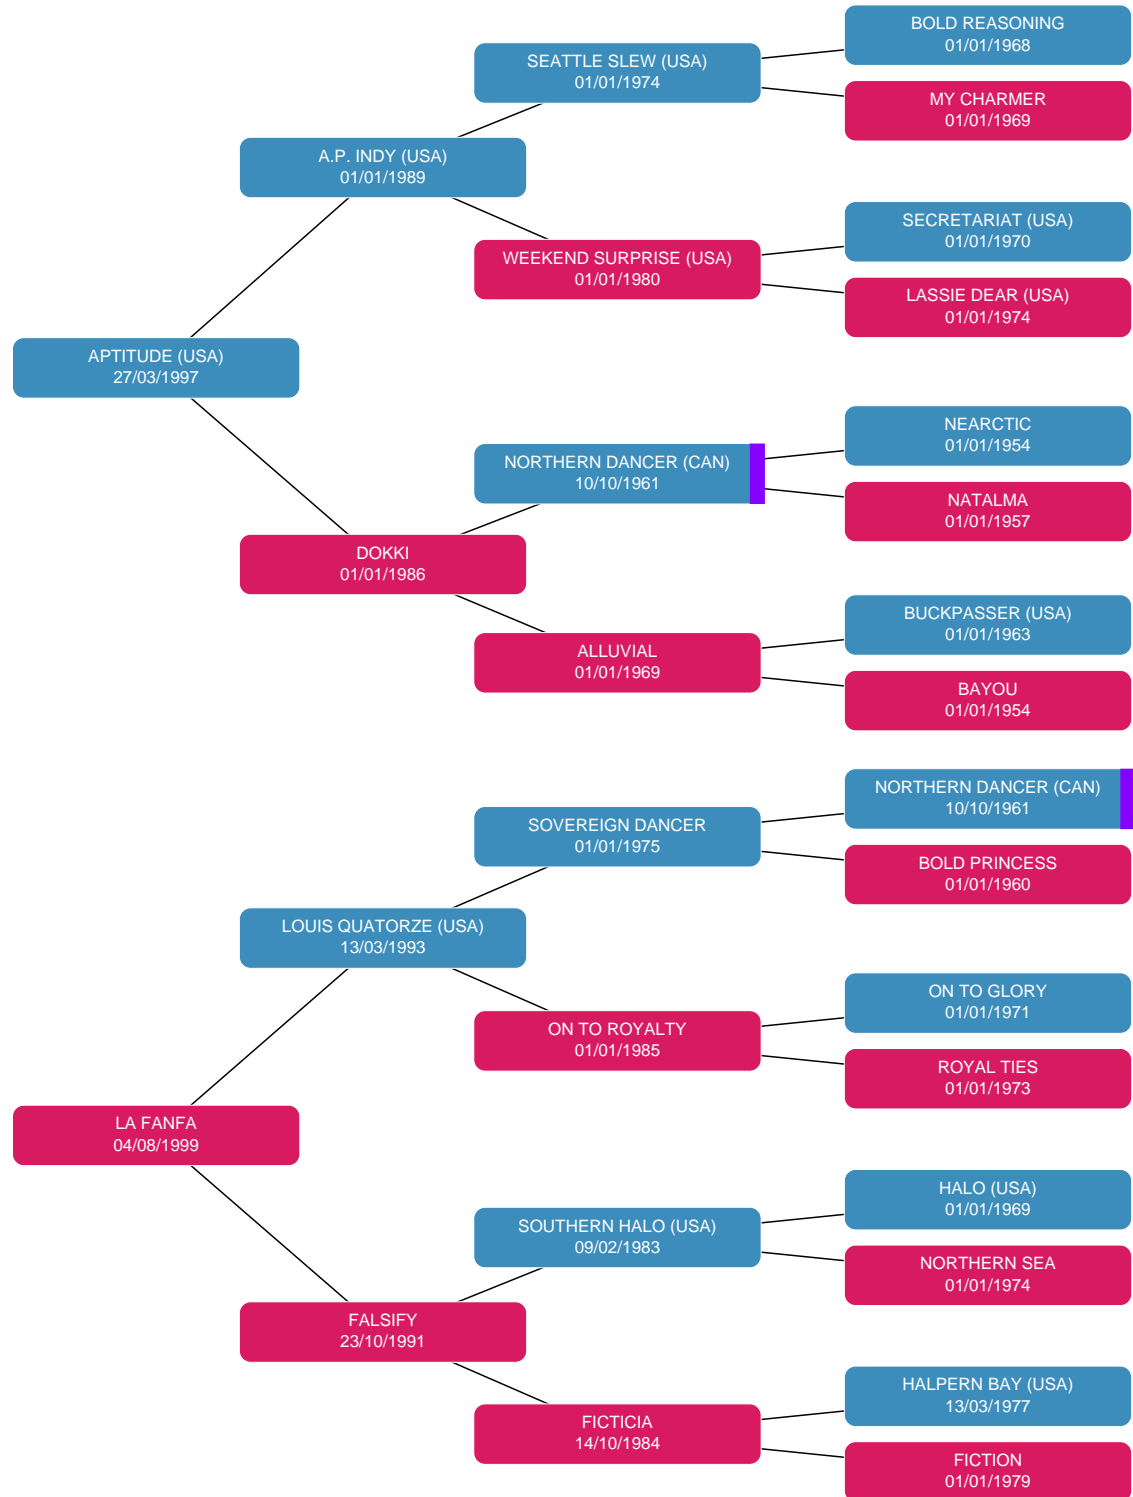 BOLD REASONING
01/01/1968
SEATTLE SLEW (USA)
01/01/1974
MY CHARMER
01/01/1969
A.P. INDY (USA)
01/01/1989
SECRETARIAT (USA)
01/01/1970
WEEKEND SURPRISE (USA)
01/01/1980
LASSIE DEAR (USA)
01/01/1974
APTITUDE (USA)
27/03/1997
NEARCTIC
01/01/1954
NORTHERN DANCER (CAN)
10/10/1961
NATALMA
01/01/1957
DOKKI
01/01/1986
BUCKPASSER (USA)
01/01/1963
ALLUVIAL
01/01/1969
BAYOU
01/01/1954
NORTHERN DANCER (CAN)
10/10/1961
SOVEREIGN DANCER
01/01/1975
BOLD PRINCESS
01/01/1960
LOUIS QUATORZE (USA)
13/03/1993
ON TO GLORY
01/01/1971
ON TO ROYALTY
01/01/1985
ROYAL TIES
01/01/1973
LA FANFA
04/08/1999
HALO (USA)
01/01/1969
SOUTHERN HALO (USA)
09/02/1983
NORTHERN SEA
01/01/1974
FALSIFY
23/10/1991
HALPERN BAY (USA)
13/03/1977
FICTICIA
14/10/1984
FICTION
01/01/1979